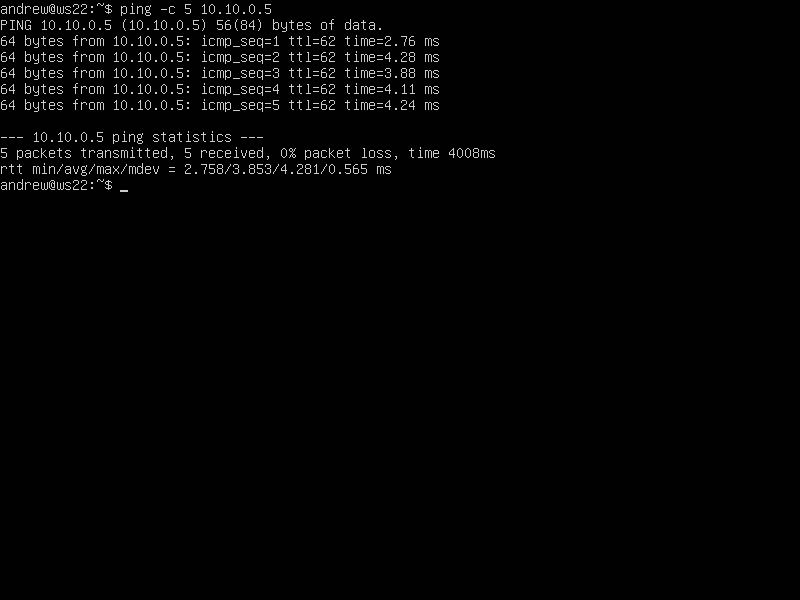 andrew@ws22:~$ ping -c 5 10.10.0.5
PING 10.10.0.5 (10.10.0.5) 56(84) bytes of data.
64 bytes from 10.10.0.5: icmp_seq=1 ttl=62 time=2.76 ms
64 bytes from 10.10.0.5: icmp_seq=2 ttl=62 time=4.28 ms
64 bytes from 10.10.0.5: icmp_seq=3 ttl=62 time=3.88 ms
64 bytes from 10.10.0.5: icmp_seq=4 ttl=62 time=4.11 ms
64 bytes from 10.10.0.5: icmp_seq=5 ttl=62 time=4.24 ms
--- 10.10.0.5 ping statistics ---
5 packets transmitted, 5 received, 0% packet loss, time 4008ms
rtt min/avg/max/mdev = 2.758/3.853/4.281/0.565 ms
andrew@ws22:~$ _